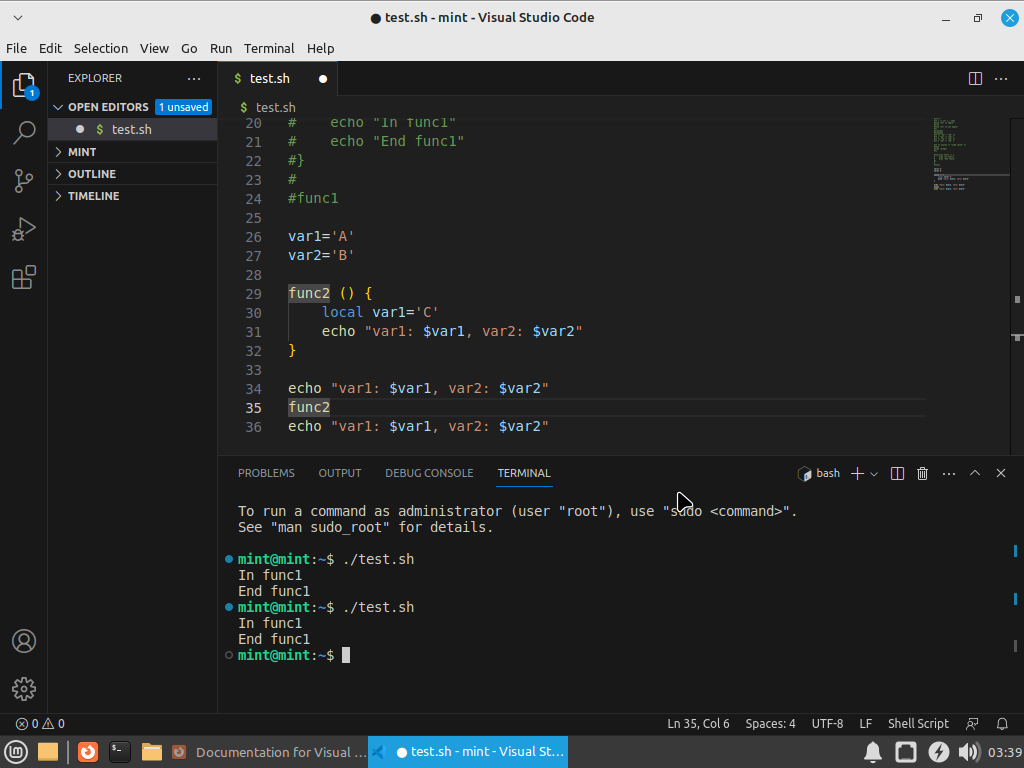 test.sh - mint - Visual Studio Code
File Edit Selection View Go Run Terminal Help
EXPLORER
OPEN EDITORS 1 unsaved
$ test.sh
MINT
OUTLINE
TIMELINE
1
$ test.sh
$ test.sh
20 #    echo "In func1"
21 #    echo "End func1"
22 #}
23 #
24 #func1
25
26 var1='A'
27 var2='B'
28
29 func2 () {
30     local var1='C'
31     echo "var1: $var1, var2: $var2"
32 }
33
34 echo "var1: $var1, var2: $var2"
35 func2
36 echo "var1: $var1, var2: $var2"
PROBLEMS OUTPUT DEBUG CONSOLE TERMINAL bash
To run a command as administrator (user "root"), use "sudo <command>".
See "man sudo_root" for details.
mint@mint:~$ ./test.sh
In func1
End func1
mint@mint:~$ ./test.sh
In func1
End func1
mint@mint:~$
0 0 Ln 35, Col 6 Spaces: 4 UTF-8 LF Shell Script
Documentation for Visual ... test.sh - mint - Visual St... 03:39